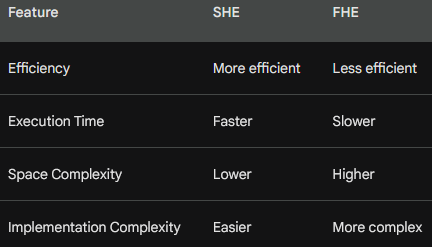 Feature SHE FHE
Efficiency More efficient Less efficient
Execution Time Faster Slower
Space Complexity Lower Higher
Implementation Complexity Easier More complex